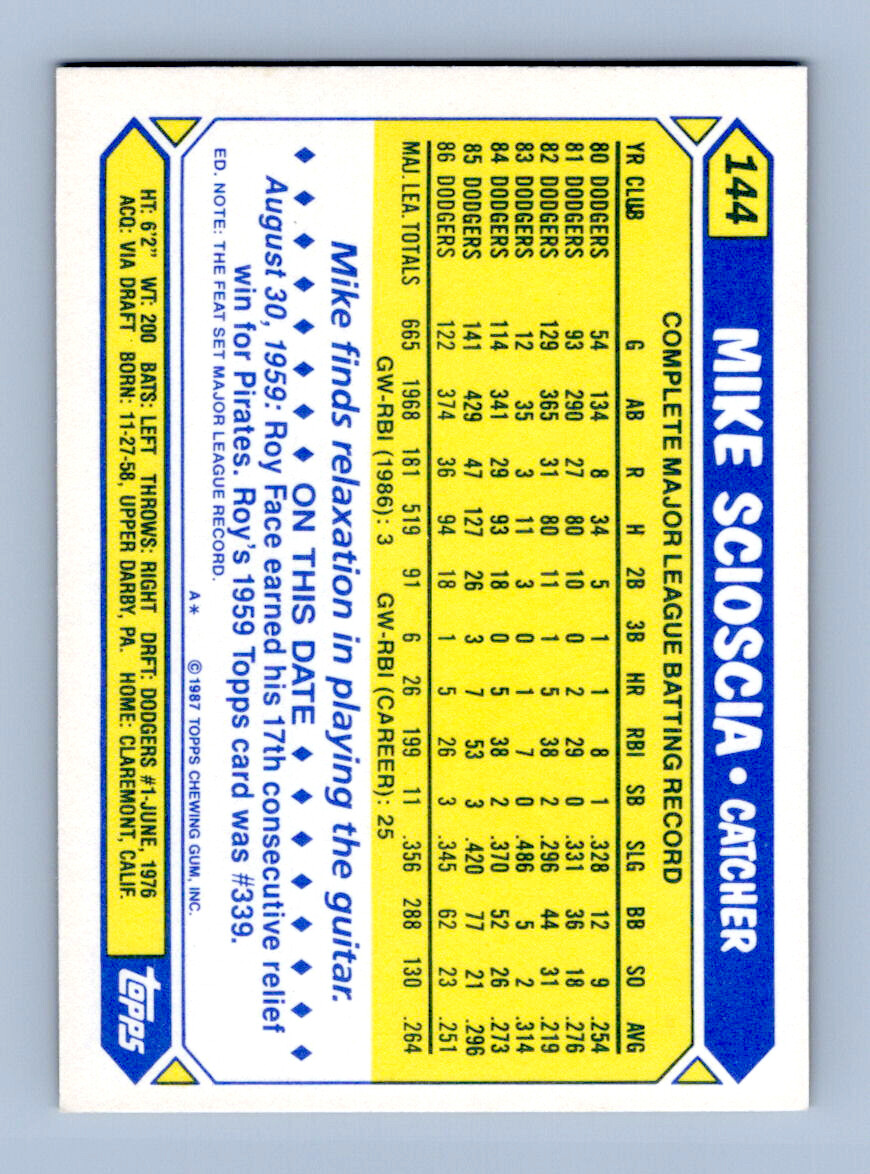 144
MIKE SCIOSCIA • CATCHER
COMPLETE MAJOR LEAGUE BATTING RECORD
YR CLUB G AB R H 2B 3B HR RBI SB SLG BB SO AVG
80 DODGERS 54 134 8 34 5 1 1 8 1 .328 12 9 .254
81 DODGERS 93 290 27 80 10 0 2 29 0 .331 36 18 .276
82 DODGERS 129 365 31 80 11 1 5 38 2 .296 44 31 .219
83 DODGERS 12 35 3 11 3 0 1 7 0 .486 5 2 .314
84 DODGERS 114 341 29 93 18 0 5 38 2 .370 52 26 .273
85 DODGERS 141 429 47 127 26 3 7 53 3 .420 77 21 .296
86 DODGERS 122 374 36 94 18 1 5 26 3 .345 62 23 .251
MAJ. LEA. TOTALS 665 1968 181 519 91 6 26 199 11 .356 288 130 .264
GW-RBI (1986): 3 GW-RBI (CAREER): 25
Mike finds relaxation in playing the guitar.
ON THIS DATE
August 30, 1959: Roy Face earned his 17th consecutive relief
win for Pirates. Roy's 1959 Topps card was #339.
ED. NOTE: THE FEAT SET MAJOR LEAGUE RECORD.
A* ©1987 TOPPS CHEWING GUM, INC.
HT: 6'2" WT: 200 BATS: LEFT THROWS: RIGHT DRFT: DODGERS #1-JUNE, 1976
ACQ: VIA DRAFT BORN: 11-27-58, UPPER DARBY, PA. HOME: CLAREMONT, CALIF.
topps